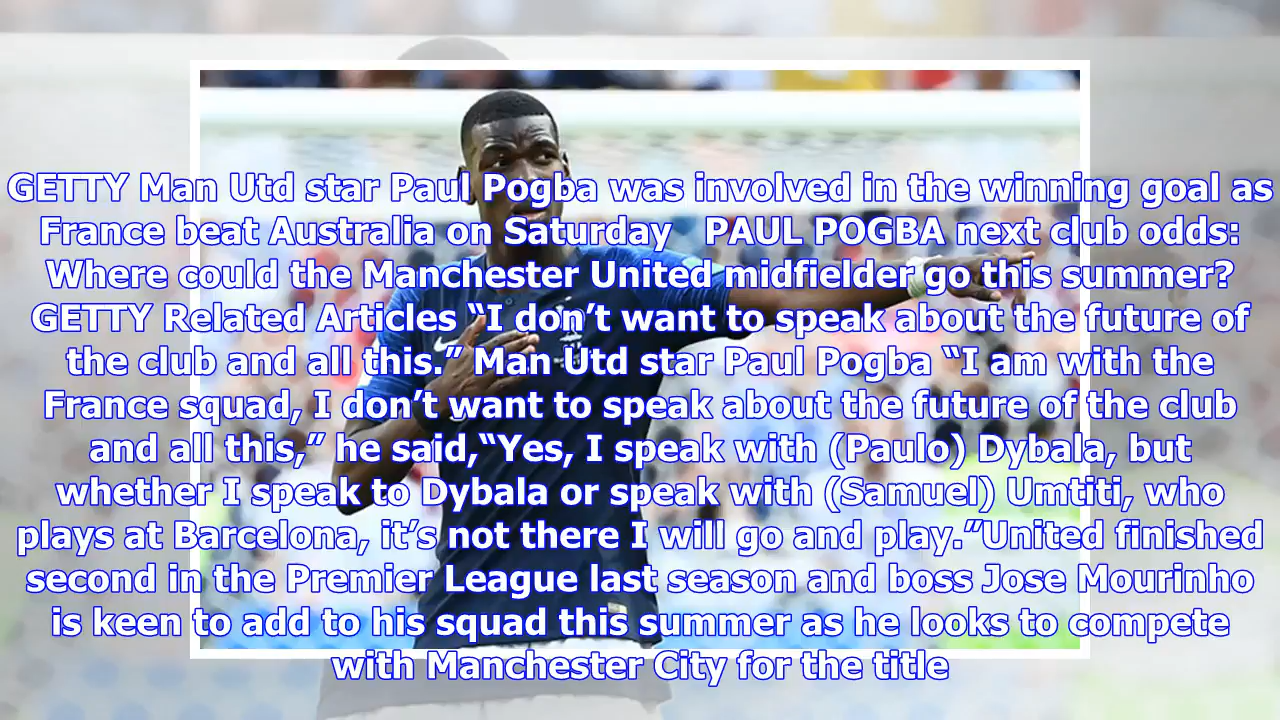 GETTY Man Utd star Paul Pogba was involved in the winning goal as
France beat Australia on Saturday   PAUL POGBA next club odds:
Where could the Manchester United midfielder go this summer?
GETTY Related Articles “I don’t want to speak about the future of
the club and all this.” Man Utd star Paul Pogba “I am with the
France squad, I don’t want to speak about the future of the club
and all this,” he said,“Yes, I speak with (Paulo) Dybala, but
whether I speak to Dybala or speak with (Samuel) Umtiti, who
plays at Barcelona, it’s not there I will go and play.”United finished
second in the Premier League last season and boss Jose Mourinho
is keen to add to his squad this summer as he looks to compete
with Manchester City for the title